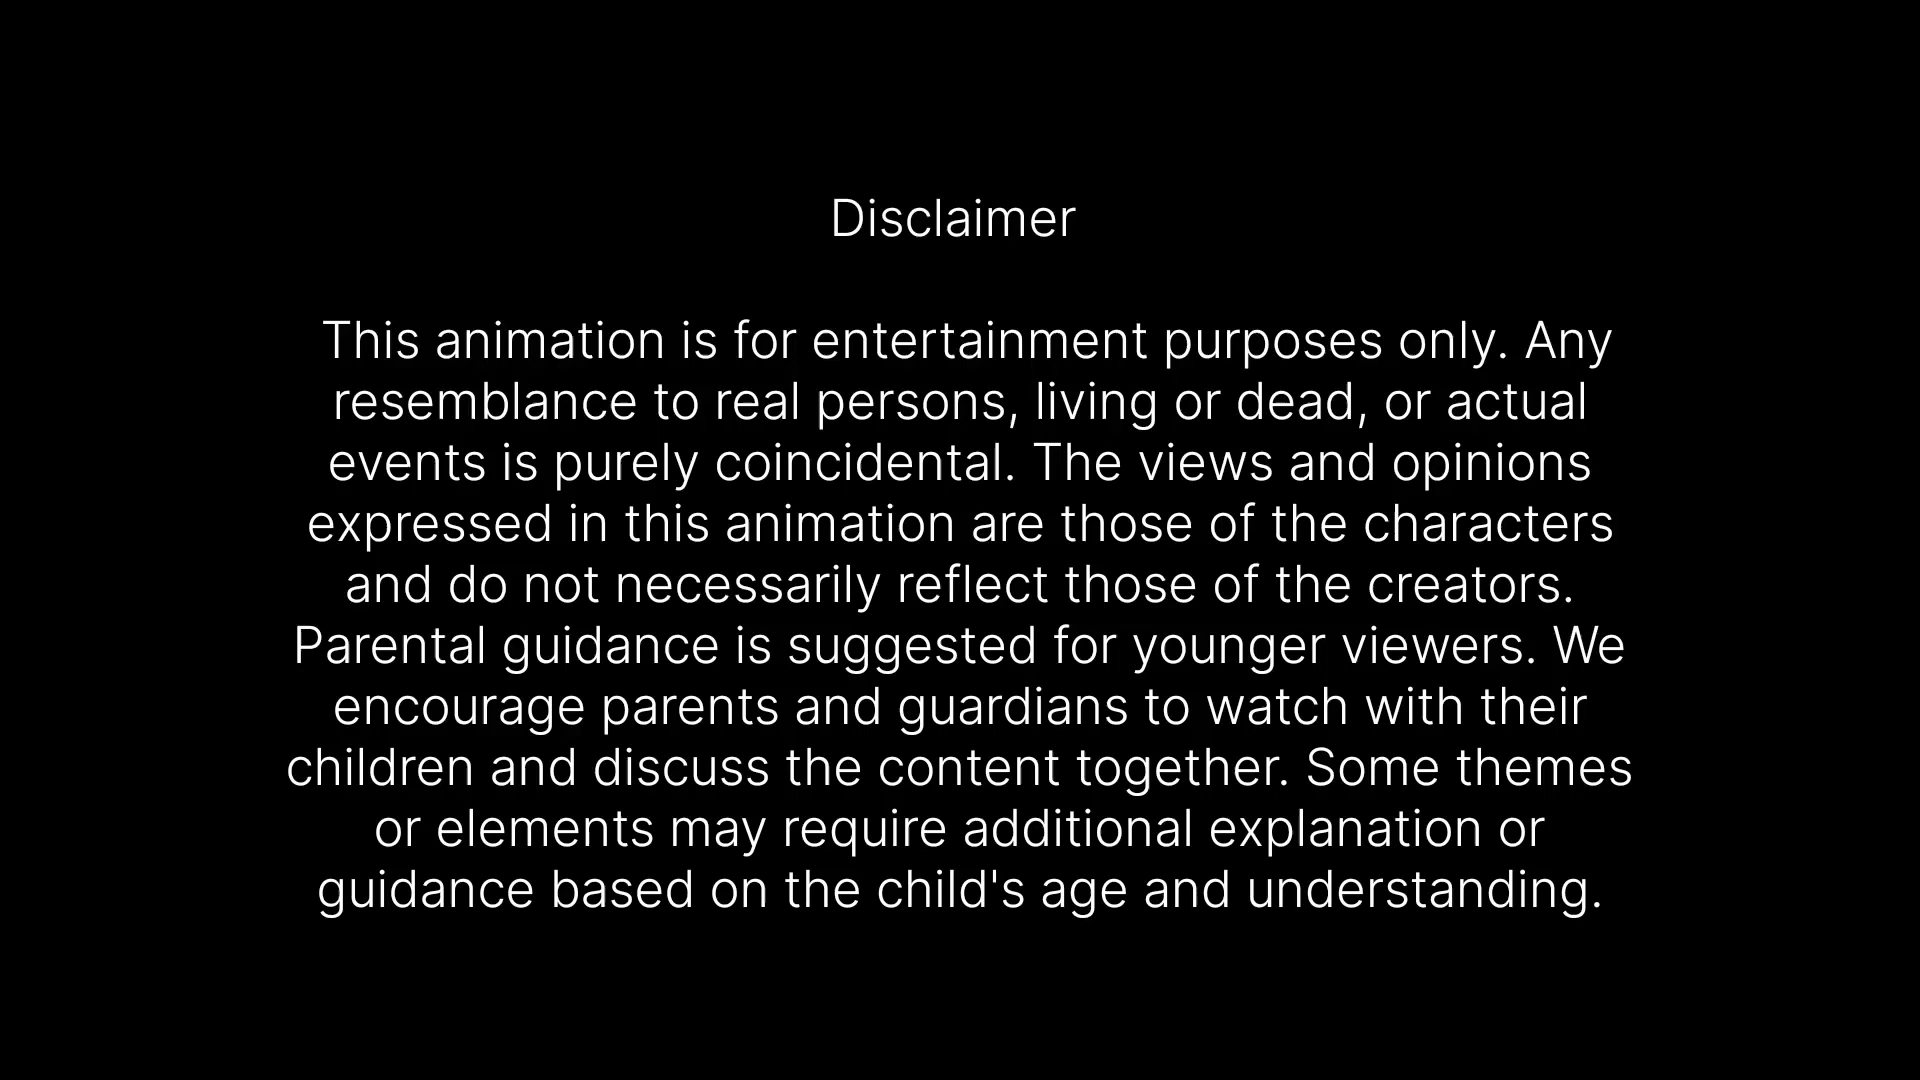 Disclaimer
This animation is for entertainment purposes only. Any
resemblance to real persons, living or dead, or actual
events is purely coincidental. The views and opinions
expressed in this animation are those of the characters
and do not necessarily reflect those of the creators.
Parental guidance is suggested for younger viewers. We
encourage parents and guardians to watch with their
children and discuss the content together. Some themes
or elements may require additional explanation or
guidance based on the child's age and understanding.